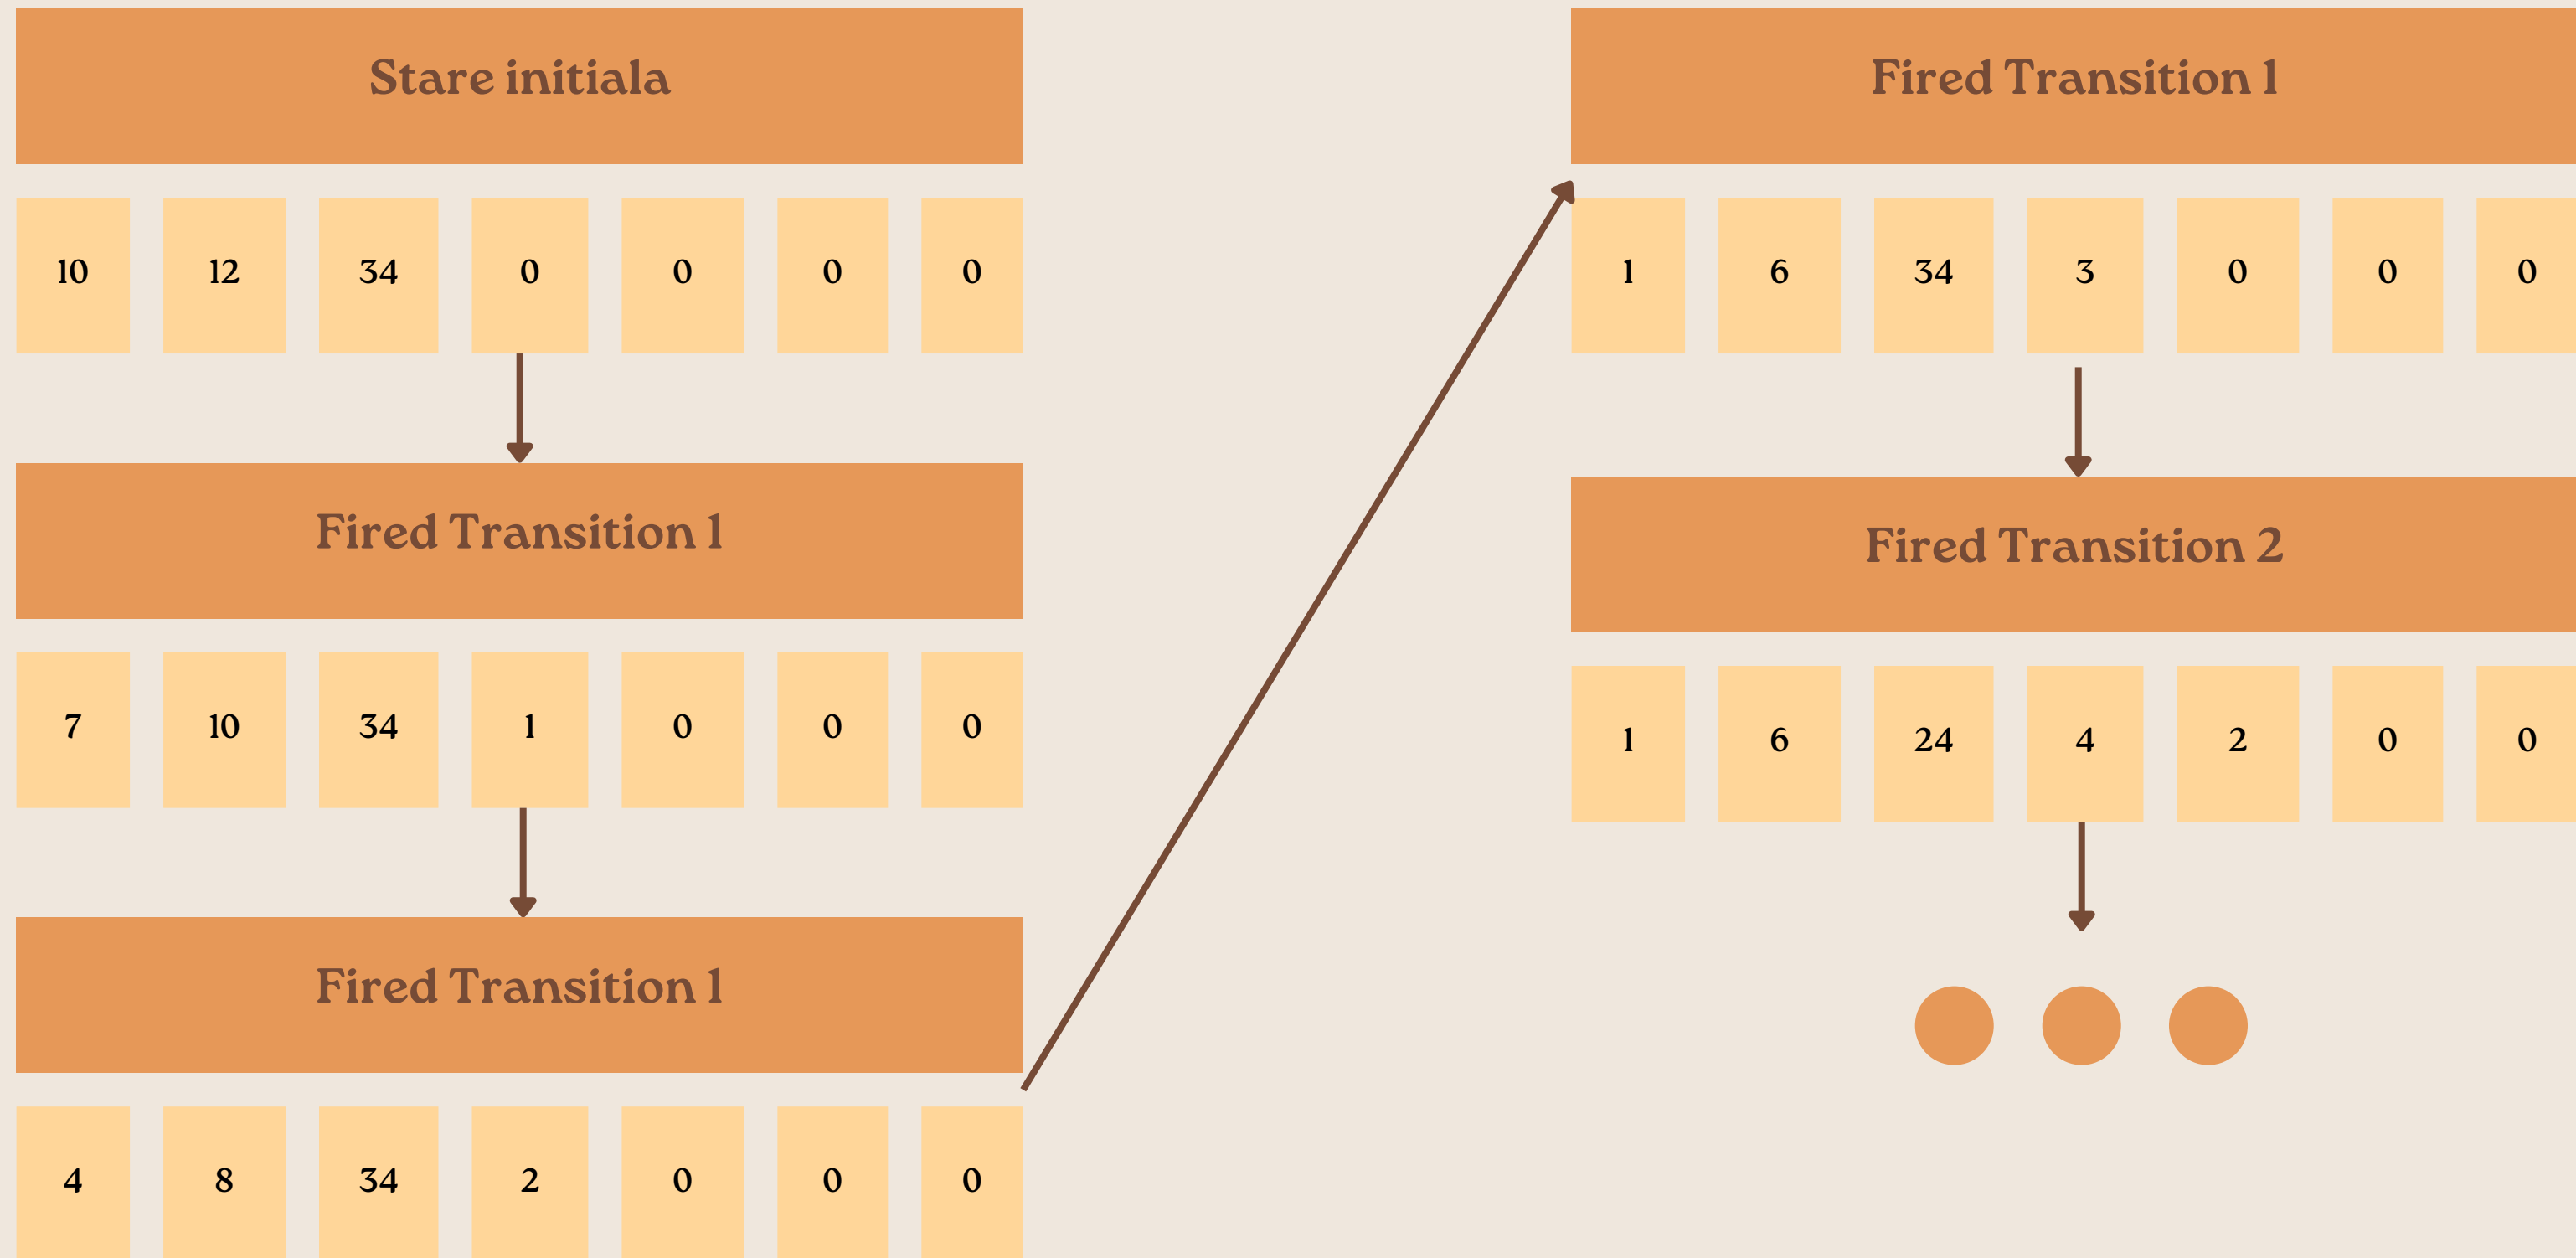 Stare initiala
10 12 34 0 0 0 0
Fired Transition 1
7 10 34 1 0 0 0
Fired Transition 1
4 8 34 2 0 0 0
Fired Transition 1
1 6 34 3 0 0 0
Fired Transition 2
1 6 24 4 2 0 0